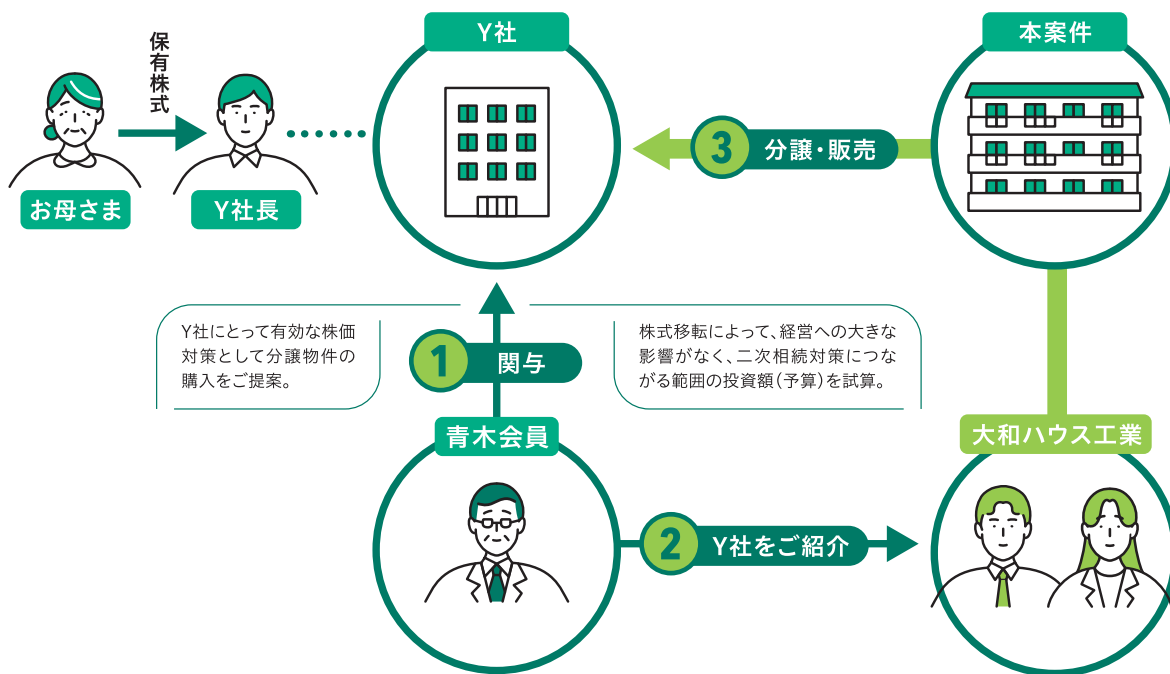 保有株式
お母さま
Y社長
Y社
本案件
3 分譲・販売
Y社にとって有効な株価
対策として分譲物件の
購入をご提案。
1 関与
株式移転によって、経営への大きな
影響がなく、二次相続対策につな
がる範囲の投資額(予算)を試算。
青木会員
2 Y社をご紹介
大和ハウス工業